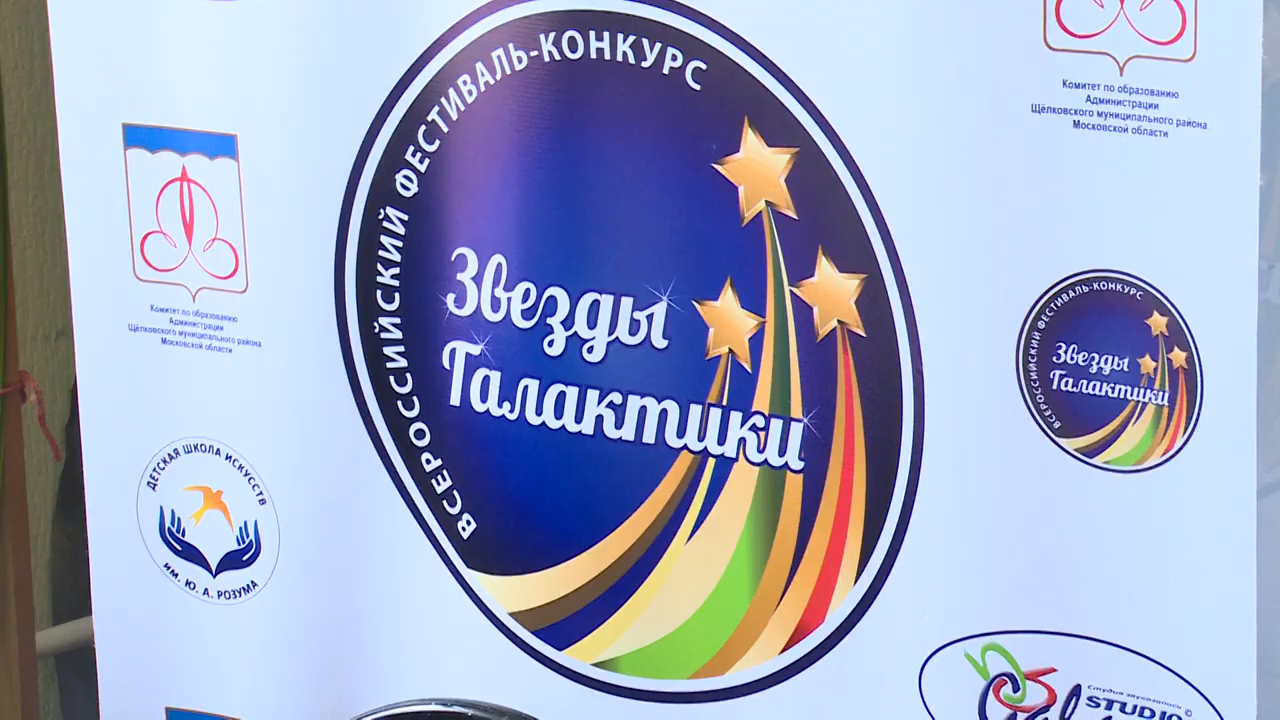 ВСЕРОССИЙСКИЙ ФЕСТИВАЛЬ-КОНКУРС
Звезды
Галактики
Комитет по образованию
Администрации
Щёлковского муниципального района
Московской области
Комитет по образованию
Администрации
Щёлковского муниципального района
Московской области
ВСЕРОССИЙСКИЙ ФЕСТИВАЛЬ-КОНКУРС
Звезды
Галактики
ДЕТСКАЯ ШКОЛА ИСКУССТВ
ИМ. Ю. А. РОЗУМА
Студия звукозаписи ©
STUDIO